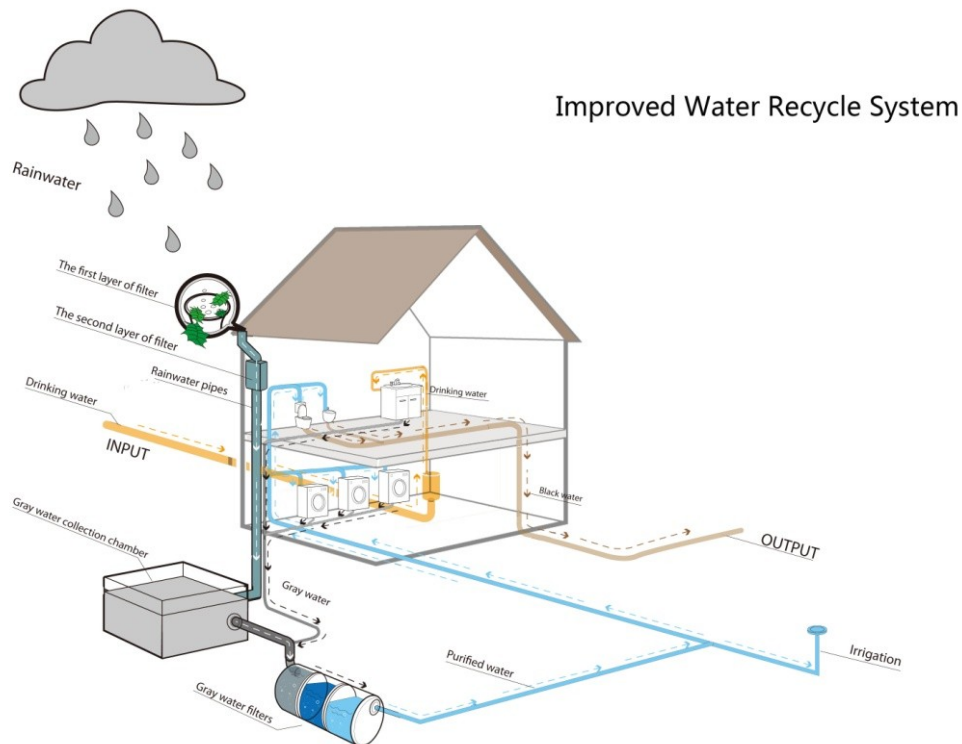 Improved Water Recycle System
Rainwater
The first layer of filter
The second layer of filter
Rainwater pipes
Drinking water
Drinking water
INPUT
Black water
OUTPUT
Gray water collection chamber
Gray water
Irrigation
Purified water
Gray water filters